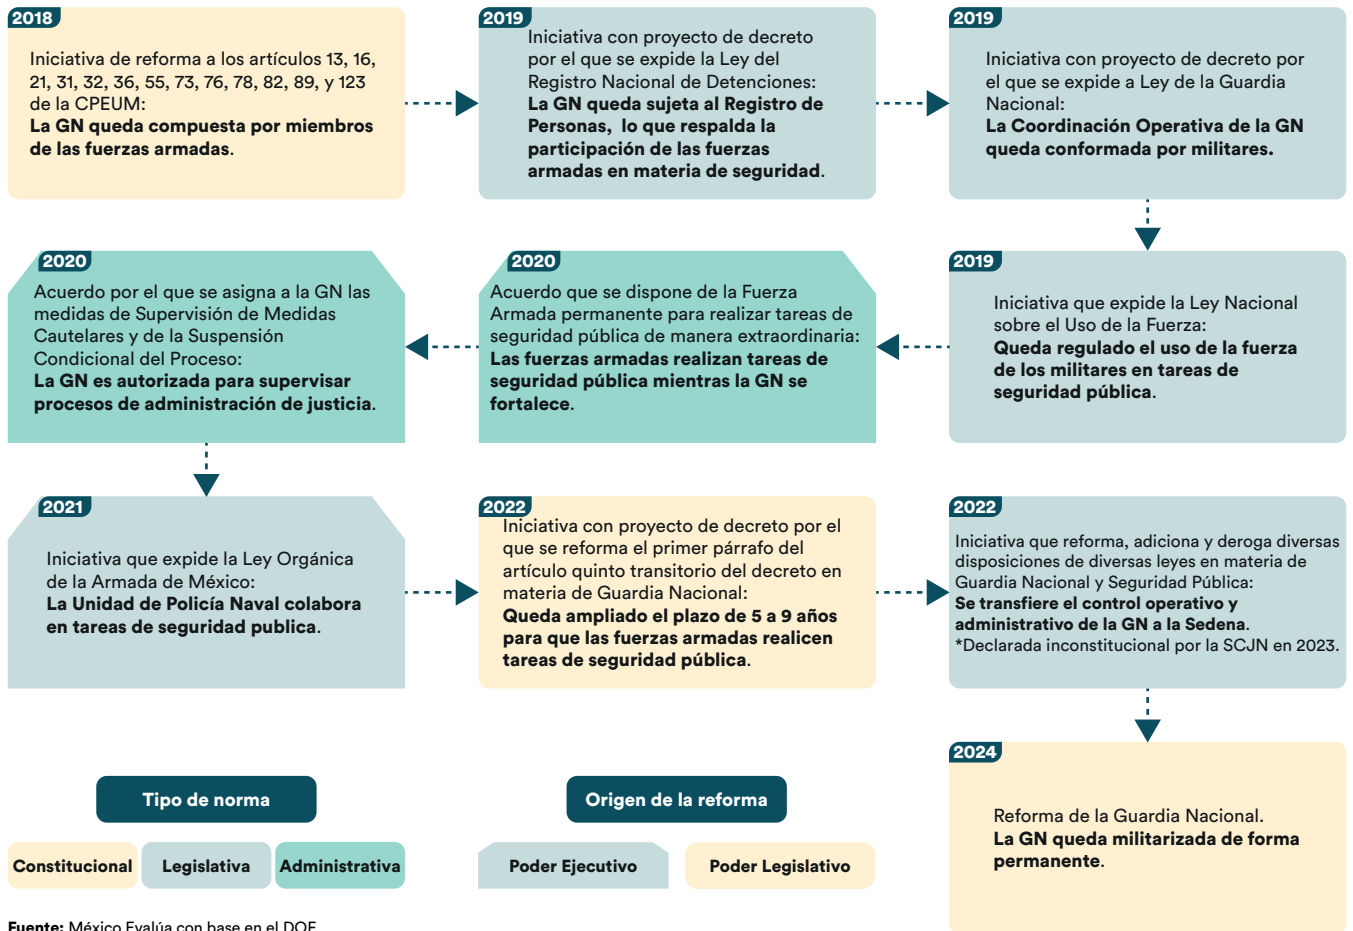 2018
Iniciativa de reforma a los artículos 13, 16,
21, 31, 32, 36, 55, 73, 76, 78, 82, 89, y 123
de la CPEUM:
La GN queda compuesta por miembros
de las fuerzas armadas.
2019
Iniciativa con proyecto de decreto
por el que se expide la Ley del
Registro Nacional de Detenciones:
La GN queda sujeta al Registro de
Personas, lo que respalda la
participación de las fuerzas
armadas en materia de seguridad.
2019
Iniciativa con proyecto de decreto por
el que se expide a Ley de la Guardia
Nacional:
La Coordinación Operativa de la GN
queda conformada por militares.
2019
Iniciativa que expide la Ley Nacional
sobre el Uso de la Fuerza:
Queda regulado el uso de la fuerza
de los militares en tareas de
seguridad pública.
2020
Acuerdo que se dispone de la Fuerza
Armada permanente para realizar tareas de
seguridad pública de manera extraordinaria:
Las fuerzas armadas realizan tareas de
seguridad pública mientras la GN se
fortalece.
2020
Acuerdo por el que se asigna a la GN las
medidas de Supervisión de Medidas
Cautelares y de la Suspensión
Condicional del Proceso:
La GN es autorizada para supervisar
procesos de administración de justicia.
2021
Iniciativa que expide la Ley Orgánica
de la Armada de México:
La Unidad de Policía Naval colabora
en tareas de seguridad publica.
2022
Iniciativa con proyecto de decreto por el
que se reforma el primer párrafo del
artículo quinto transitorio del decreto en
materia de Guardia Nacional:
Queda ampliado el plazo de 5 a 9 años
para que las fuerzas armadas realicen
tareas de seguridad pública.
2022
Iniciativa que reforma, adiciona y deroga diversas
disposiciones de diversas leyes en materia de
Guardia Nacional y Seguridad Pública:
Se transfiere el control operativo y
administrativo de la GN a la Sedena.
*Declarada inconstitucional por la SCJN en 2023.
2024
Reforma de la Guardia Nacional.
La GN queda militarizada de forma
permanente.
Tipo de norma
Constitucional
Legislativa
Administrativa
Origen de la reforma
Poder Ejecutivo
Poder Legislativo
Fuente: México Evalúa con base en el DOF